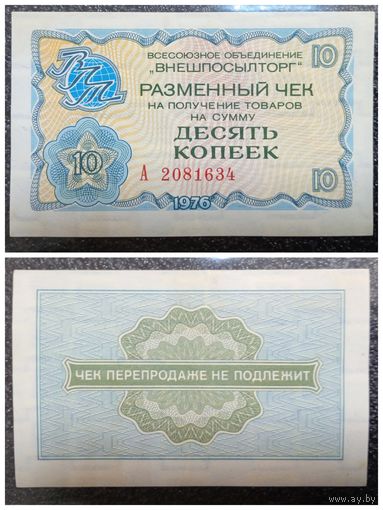 ВПТ
ВСЕСОЮЗНОЕ ОБЪЕДИНЕНИЕ
„ВНЕШПОСЫЛТОРГ"
10
РАЗМЕННЫЙ ЧЕК
НА ПОЛУЧЕНИЕ ТОВАРОВ
НА СУММУ
ДЕСЯТЬ
КОПЕЕК
10
А 2081634
10
1976
ЧЕК ПЕРЕПРОДАЖЕ НЕ ПОДЛЕЖИТ
www.ay.by